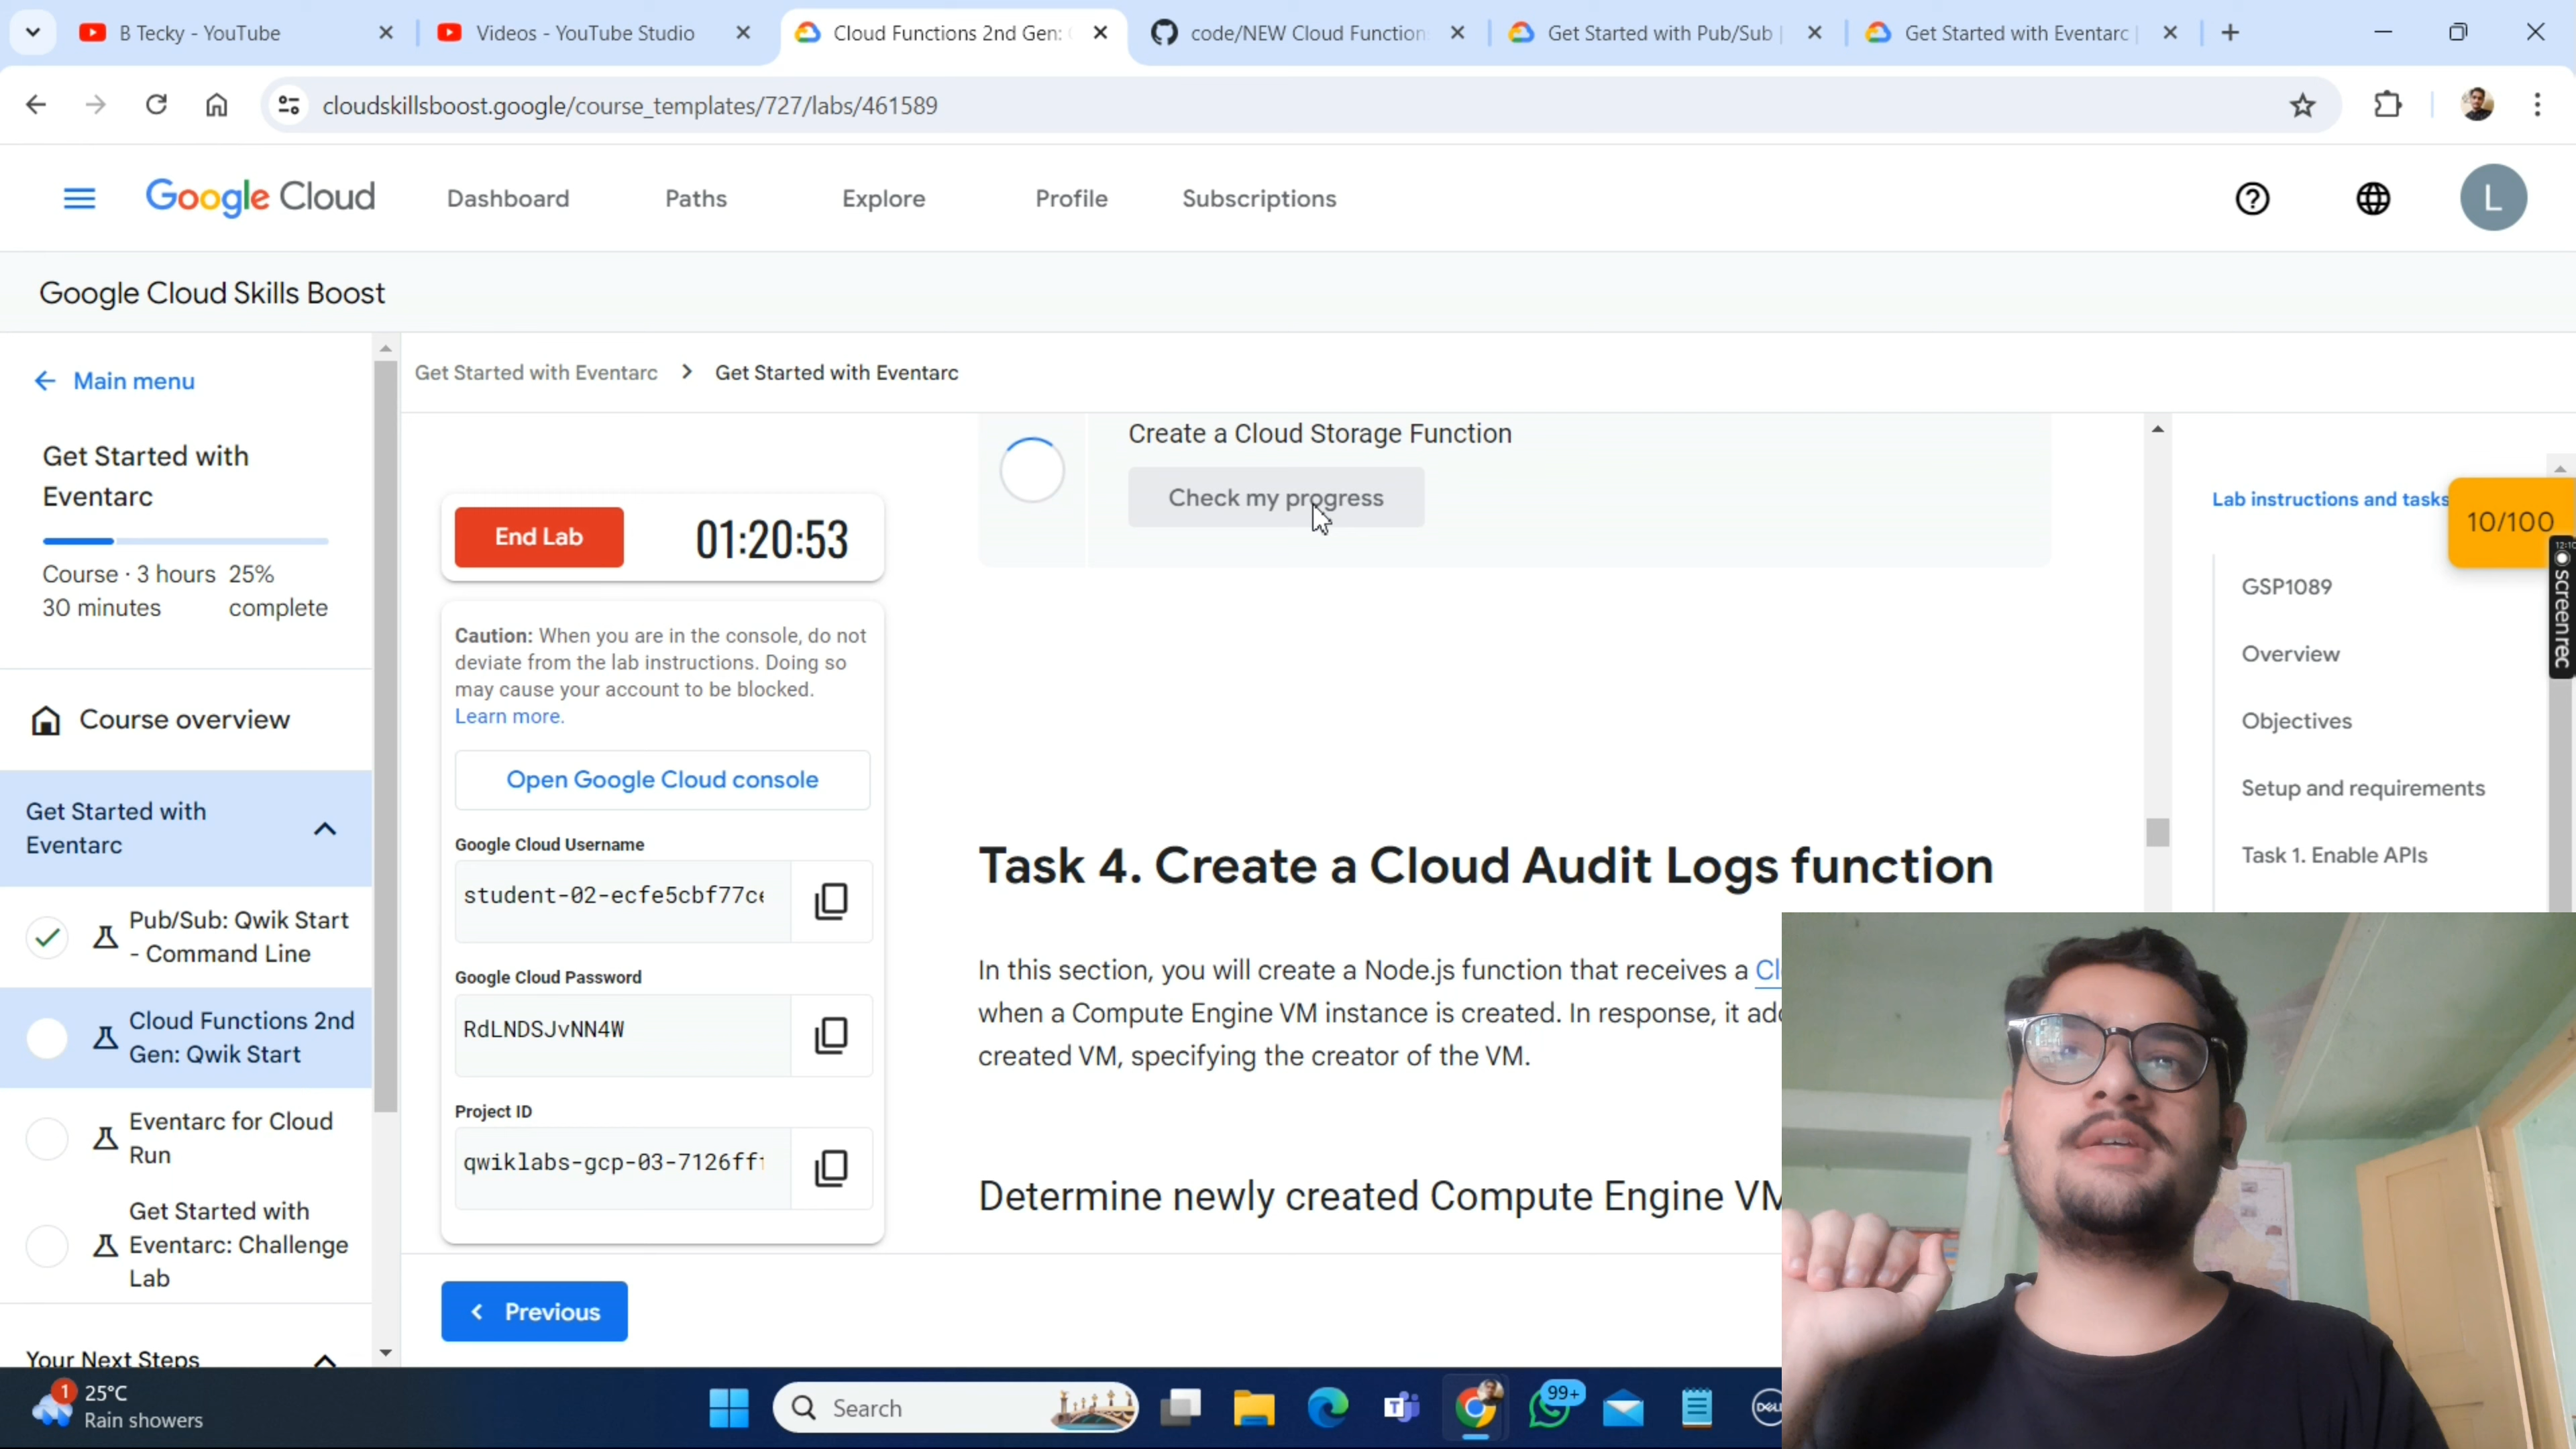 B Tecky - YouTube
Videos - YouTube Studio
Cloud Functions 2nd Gen:
code/NEW Cloud Function
Get Started with Pub/Sub |
Get Started with Eventarc |
cloudskillsboost.google/course_templates/727/labs/461589
Google Cloud
Dashboard
Paths
Explore
Profile
Subscriptions
L
Google Cloud Skills Boost
Main menu
Get Started with Eventarc > Get Started with Eventarc
Get Started with
Eventarc
Course · 3 hours 25%
30 minutes complete
Course overview
Get Started with
Eventarc
Pub/Sub: Qwik Start
- Command Line
Cloud Functions 2nd
Gen: Qwik Start
Eventarc for Cloud
Run
Get Started with
Eventarc: Challenge
Lab
Your Next Steps
End Lab
01:20:53
Caution: When you are in the console, do not
deviate from the lab instructions. Doing so
may cause your account to be blocked.
Learn more.
Open Google Cloud console
Google Cloud Username
student-02-ecfe5cbf77ce
Google Cloud Password
RdLNDSJvNN4W
Project ID
qwiklabs-gcp-03-7126fff
Previous
Create a Cloud Storage Function
Check my progress
Task 4. Create a Cloud Audit Logs function
In this section, you will create a Node.js function that receives a Cl
when a Compute Engine VM instance is created. In response, it add
created VM, specifying the creator of the VM.
Determine newly created Compute Engine VM
Lab instructions and tasks
10/100
GSP1089
Overview
Objectives
Setup and requirements
Task 1. Enable APIs
screenrec
1
25°C
Rain showers
Search
99+
DELL